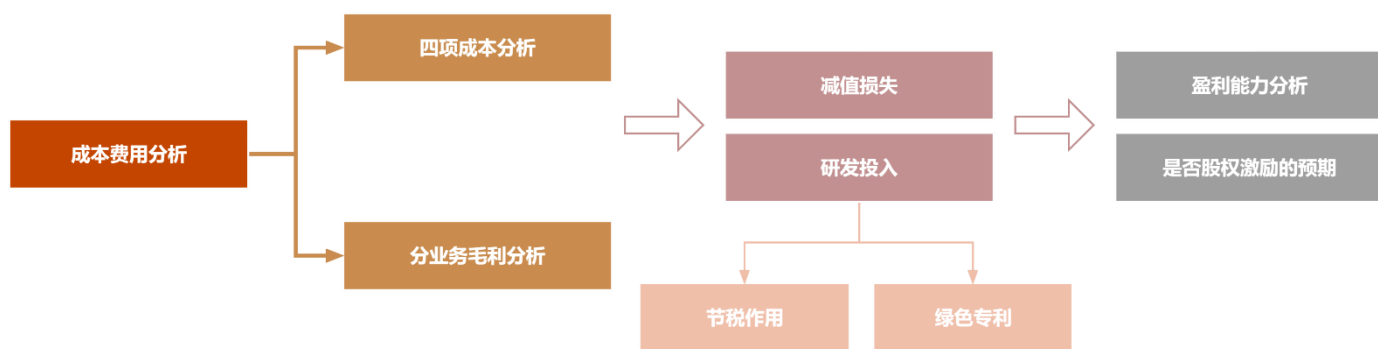 四项成本分析
减值损失
盈利能力分析
成本费用分析
研发投入
是否股权激励的预期
分业务毛利分析
节税作用
绿色专利